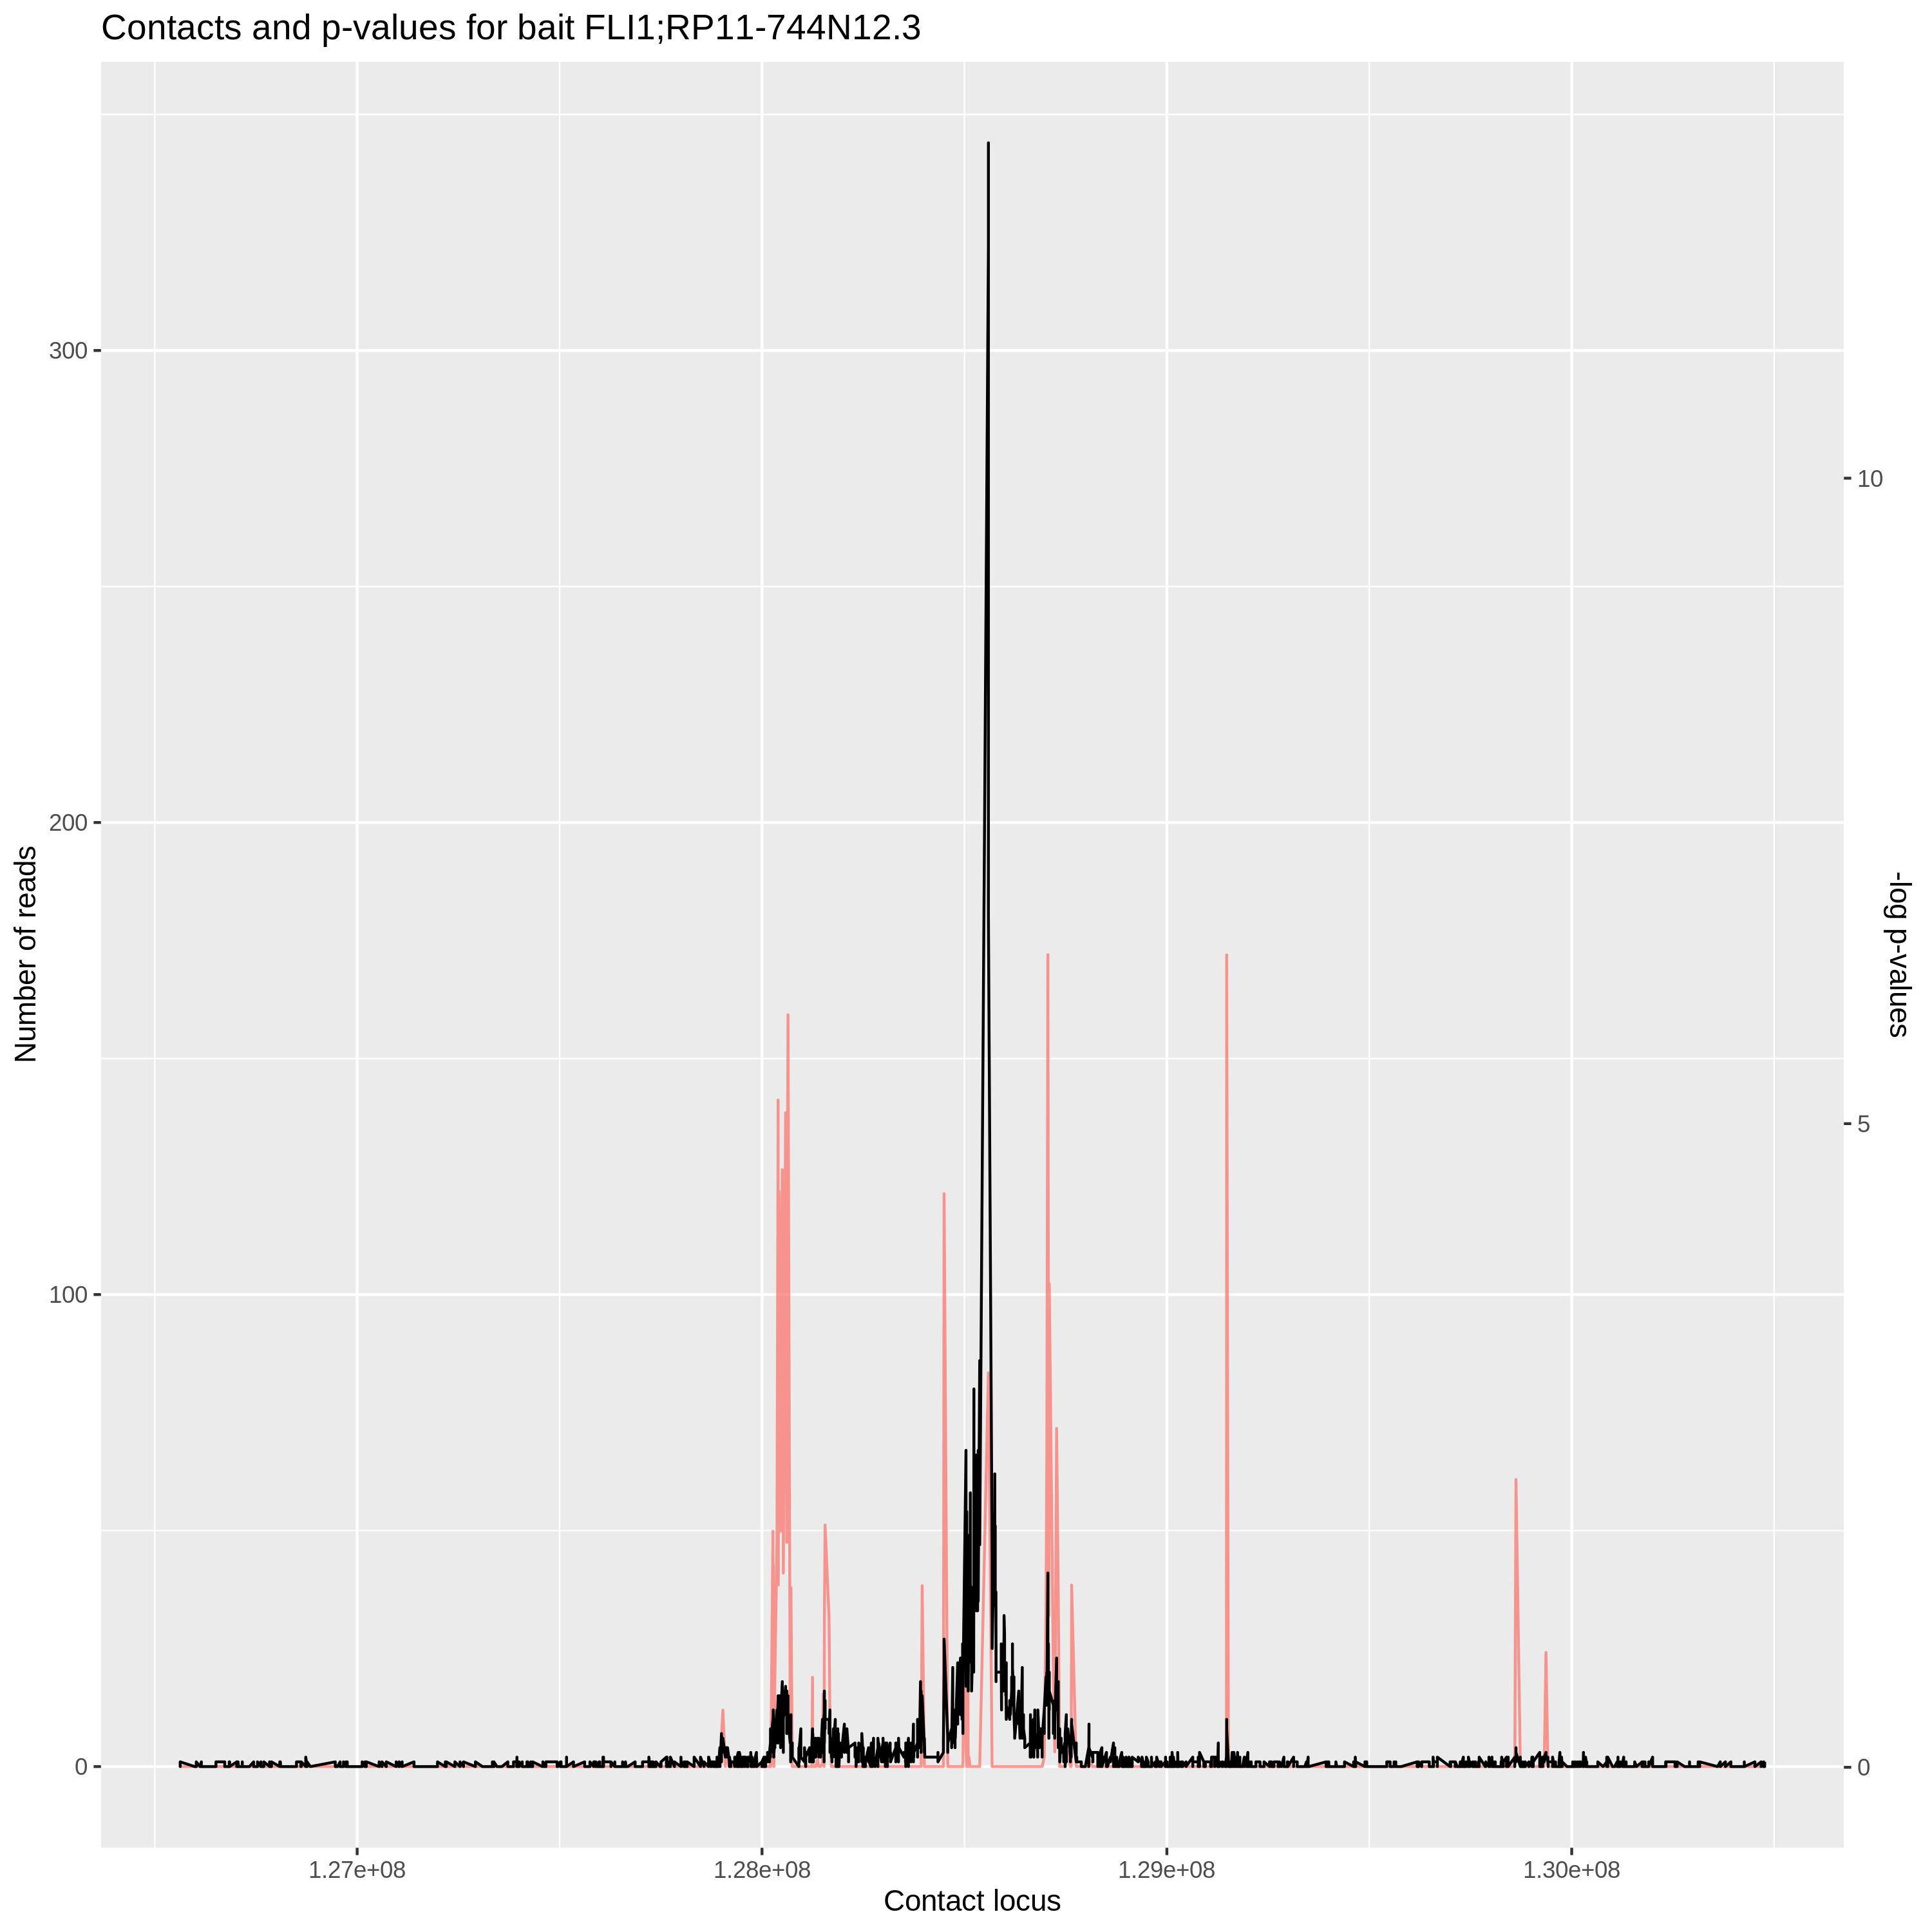 Contacts and p-values for bait FLI1;RP11-744N12.3
300
200
100
0
Number of reads
10
5
0
-log p-values
1.27e+08
1.28e+08
1.29e+08
1.30e+08
Contact locus